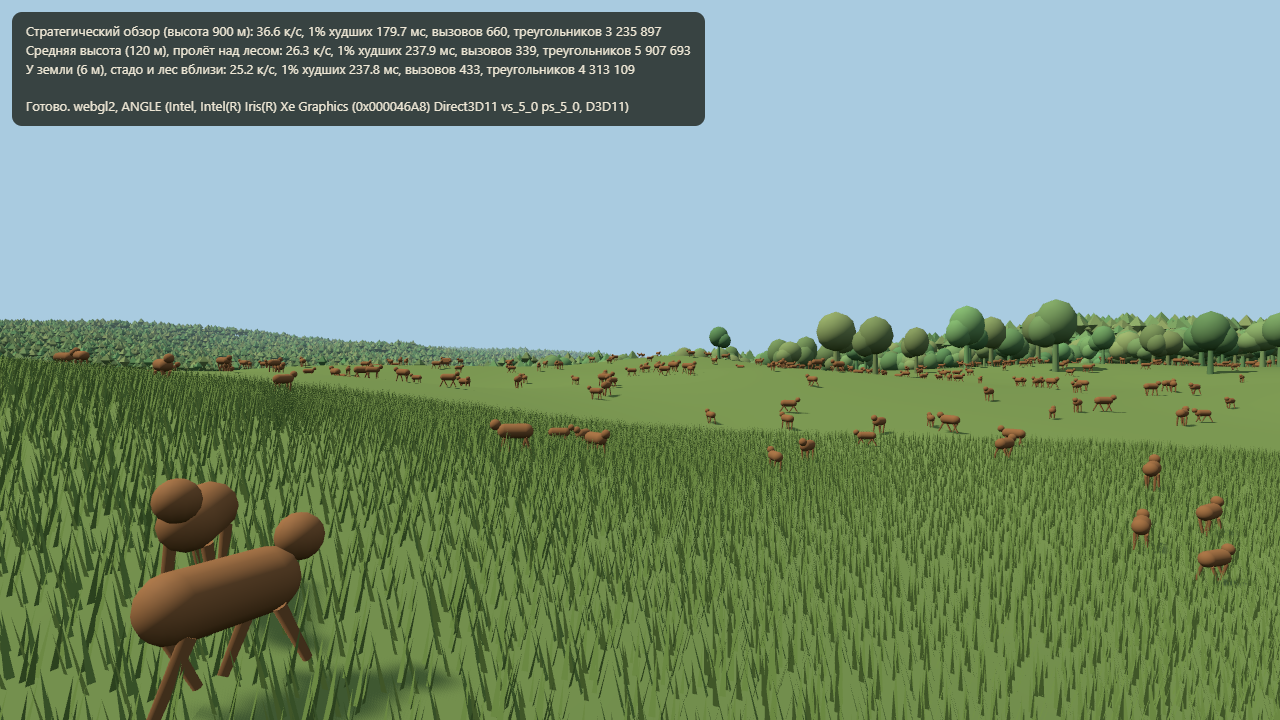 Стратегический обзор (высота 900 м): 36.6 к/с, 1% худших 179.7 мс, вызовов 660, треугольников 3 235 897
Средняя высота (120 м), пролёт над лесом: 26.3 к/с, 1% худших 237.9 мс, вызовов 339, треугольников 5 907 693
У земли (6 м), стадо и лес вблизи: 25.2 к/с, 1% худших 237.8 мс, вызовов 433, треугольников 4 313 109
Готово. webgl2, ANGLE (Intel, Intel(R) Iris(R) Xe Graphics (0x000046A8) Direct3D11 vs_5_0 ps_5_0, D3D11)